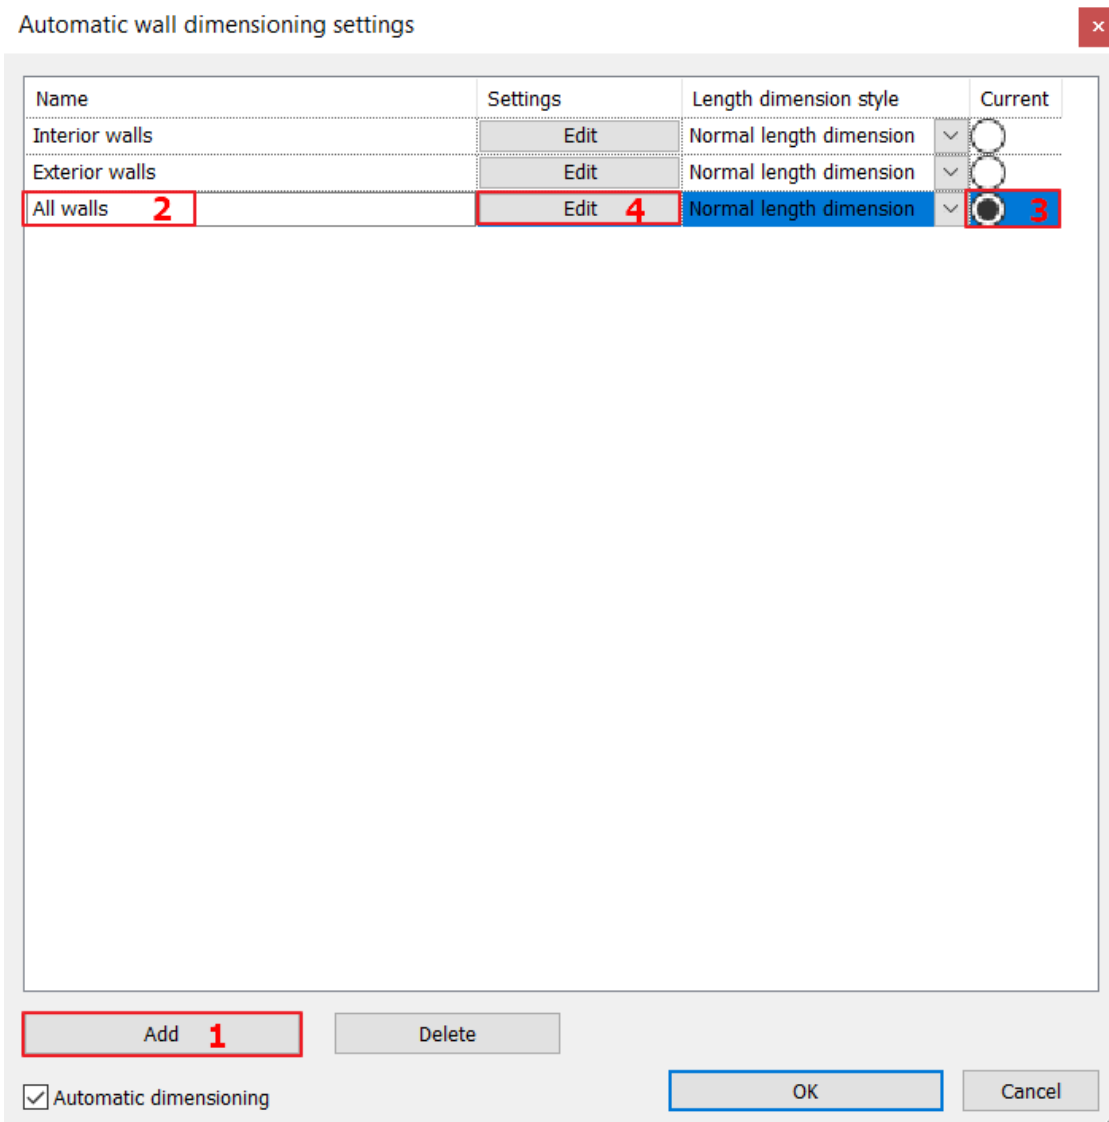 Automatic wall dimensioning settings
x
Name Settings Length dimension style Current
Interior walls Edit Normal length dimension
Exterior walls Edit Normal length dimension
All walls 2 Edit 4 Normal length dimension 3
Add 1 Delete
Automatic dimensioning OK Cancel